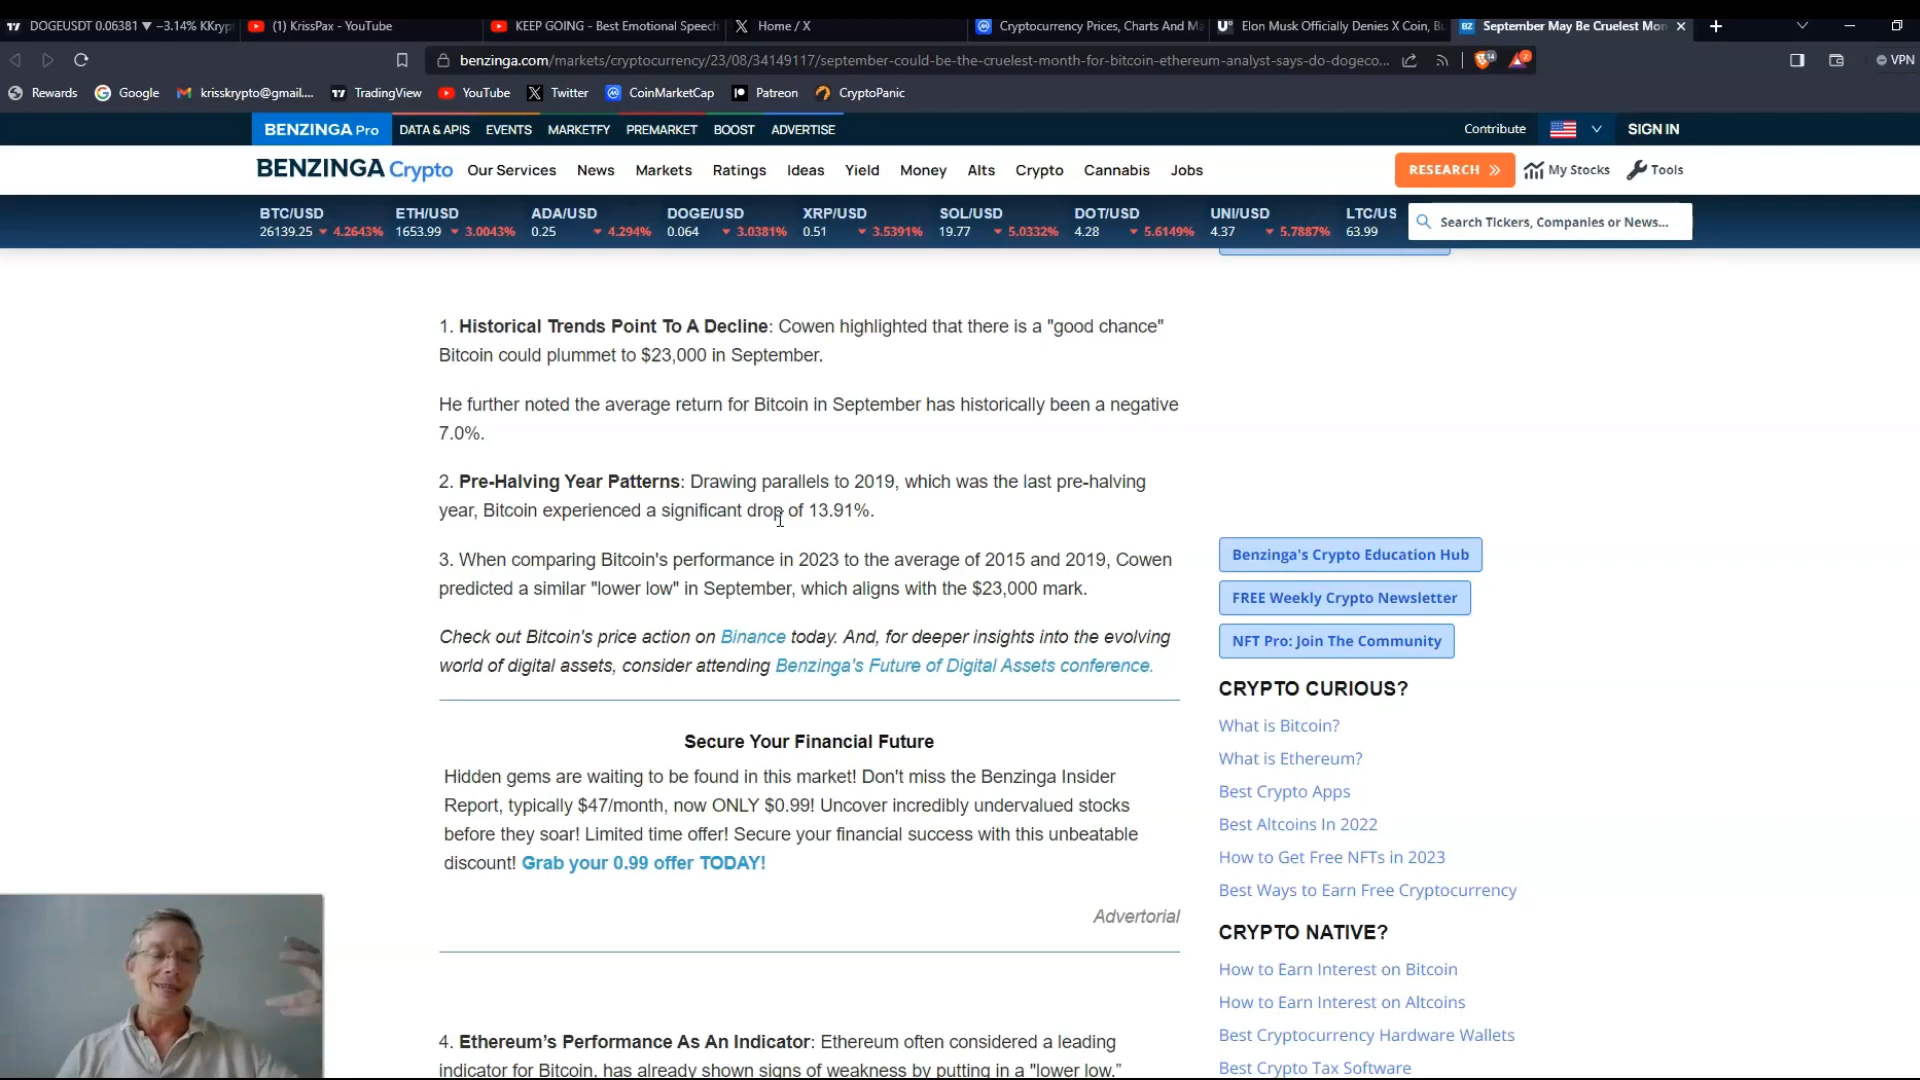 DOGEUSDT 0.06381 ▼ −3.14% KKryp
(1) KrissPax - YouTube
KEEP GOING - Best Emotional Speech
Home / X
Cryptocurrency Prices, Charts And Ma
Elon Musk Officially Denies X Coin, Bu
BZ September May Be Cruelest Mon
benzinga.com/markets/cryptocurrency/23/08/34149117/september-could-be-the-cruelest-month-for-bitcoin-ethereum-analyst-says-do-dogeco...
VPN
Rewards Google krisskrypto@gmail.... TradingView YouTube Twitter CoinMarketCap Patreon CryptoPanic
BENZINGA Pro DATA & APIS EVENTS MARKETFY PREMARKET BOOST ADVERTISE Contribute SIGN IN
BENZINGA Crypto Our Services News Markets Ratings Ideas Yield Money Alts Crypto Cannabis Jobs RESEARCH My Stocks Tools
BTC/USD ETH/USD ADA/USD DOGE/USD XRP/USD SOL/USD DOT/USD UNI/USD LTC/US
26139.25 ▼ 4.2643% 1653.99 ▼ 3.0043% 0.25 ▼ 4.294% 0.064 ▼ 3.0381% 0.51 ▼ 3.5391% 19.77 ▼ 5.0332% 4.28 ▼ 5.6149% 4.37 ▼ 5.7887% 63.99
Search Tickers, Companies or News...
1. Historical Trends Point To A Decline: Cowen highlighted that there is a "good chance"
Bitcoin could plummet to $23,000 in September.
He further noted the average return for Bitcoin in September has historically been a negative
7.0%.
2. Pre-Halving Year Patterns: Drawing parallels to 2019, which was the last pre-halving
year, Bitcoin experienced a significant drop of 13.91%.
3. When comparing Bitcoin's performance in 2023 to the average of 2015 and 2019, Cowen
predicted a similar "lower low" in September, which aligns with the $23,000 mark.
Check out Bitcoin's price action on Binance today. And, for deeper insights into the evolving
world of digital assets, consider attending Benzinga's Future of Digital Assets conference.
Secure Your Financial Future
Hidden gems are waiting to be found in this market! Don't miss the Benzinga Insider
Report, typically $47/month, now ONLY $0.99! Uncover incredibly undervalued stocks
before they soar! Limited time offer! Secure your financial success with this unbeatable
discount! Grab your 0.99 offer TODAY!
Advertorial
4. Ethereum's Performance As An Indicator: Ethereum often considered a leading
indicator for Bitcoin, has already shown signs of weakness by putting in a "lower low."
Benzinga's Crypto Education Hub
FREE Weekly Crypto Newsletter
NFT Pro: Join The Community
CRYPTO CURIOUS?
What is Bitcoin?
What is Ethereum?
Best Crypto Apps
Best Altcoins In 2022
How to Get Free NFTs in 2023
Best Ways to Earn Free Cryptocurrency
CRYPTO NATIVE?
How to Earn Interest on Bitcoin
How to Earn Interest on Altcoins
Best Cryptocurrency Hardware Wallets
Best Crypto Tax Software